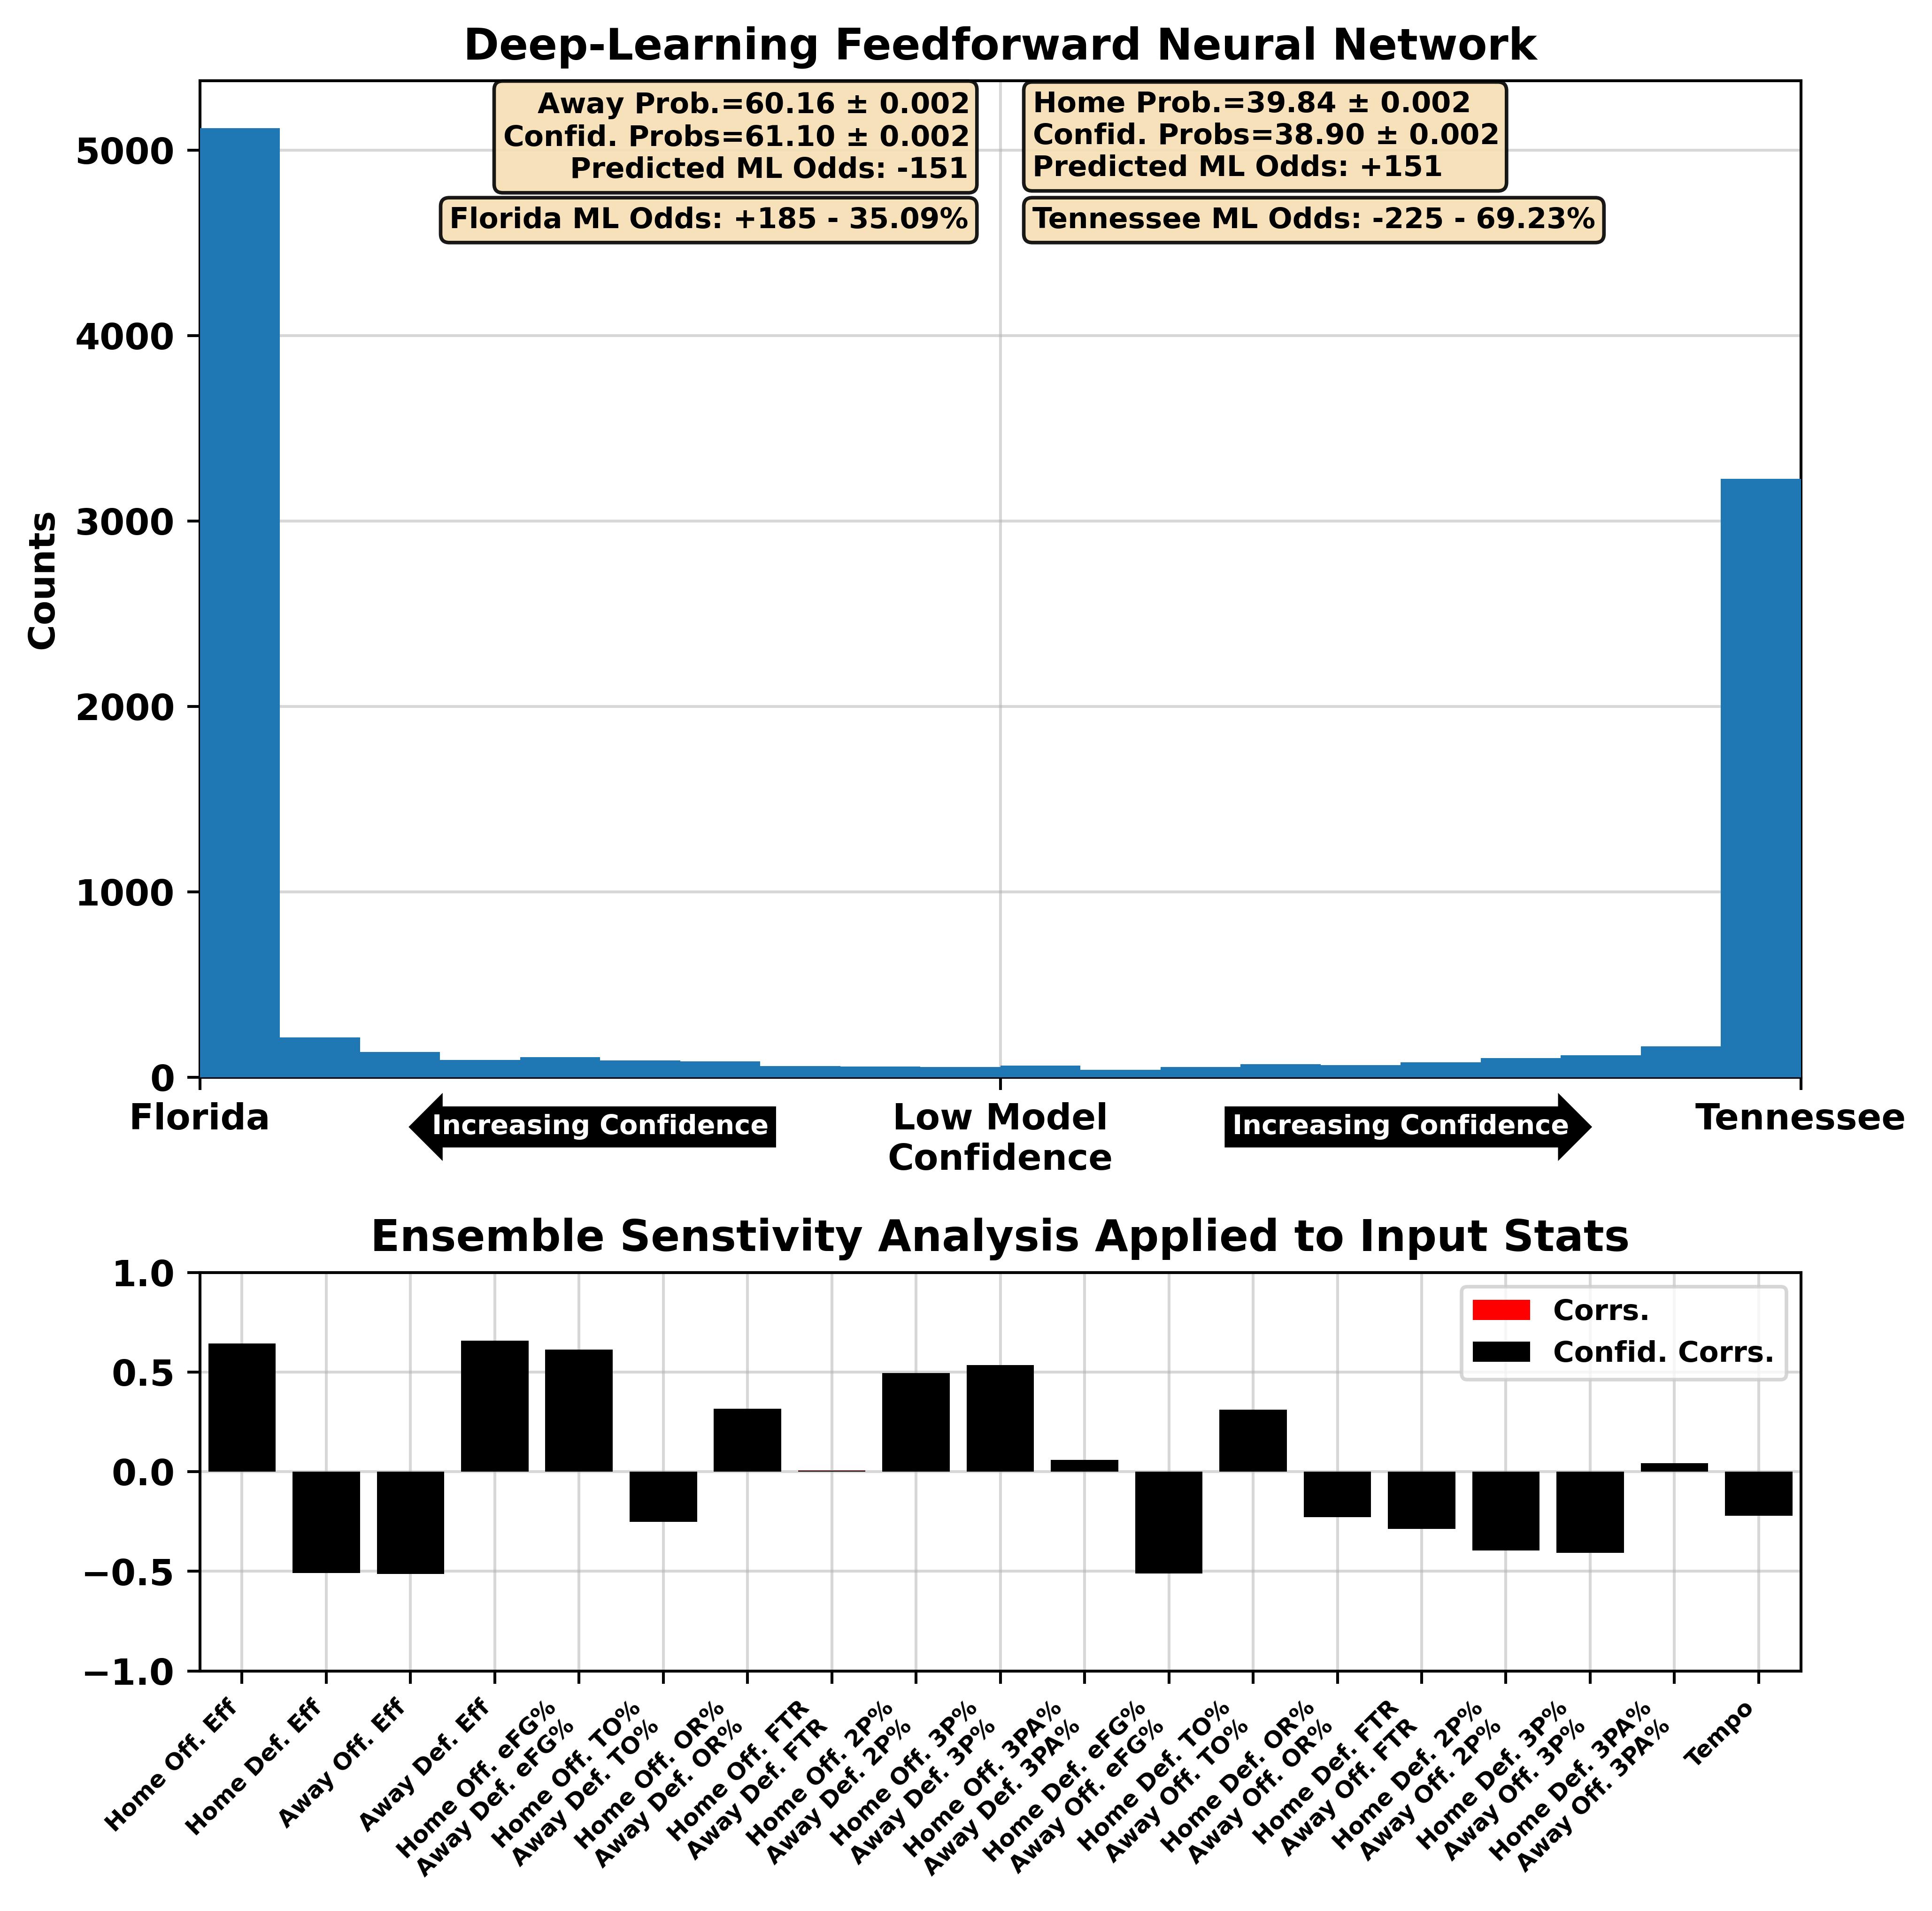 Deep-Learning Feedforward Neural Network
Away Prob.=60.16 ± 0.002
Confid. Probs=61.10 ± 0.002
Predicted ML Odds: -151
Home Prob.=39.84 ± 0.002
Confid. Probs=38.90 ± 0.002
Predicted ML Odds: +151
Florida ML Odds: +185 - 35.09%
Tennessee ML Odds: -225 - 69.23%
Counts
5000
4000
3000
2000
1000
0
Florida
Increasing Confidence
Low Model
Confidence
Increasing Confidence
Tennessee
Ensemble Senstivity Analysis Applied to Input Stats
1.0
0.5
0.0
−0.5
−1.0
Corrs.
Confid. Corrs.
Home Off. Eff
Home Def. Eff
Away Off. Eff
Away Def. Eff
Home Off. eFG%
Away Def. eFG%
Home Off. TO%
Away Def. TO%
Home Off. OR%
Away Def. OR%
Home Off. FTR
Away Def. FTR
Home Off. 2P%
Away Def. 2P%
Home Off. 3P%
Away Def. 3P%
Home Off. 3PA%
Away Def. 3PA%
Home Def. eFG%
Away Off. eFG%
Home Def. TO%
Away Off. TO%
Home Def. OR%
Away Off. OR%
Home Def. FTR
Away Off. FTR
Home Def. 2P%
Away Off. 2P%
Home Def. 3P%
Away Off. 3P%
Home Def. 3PA%
Away Off. 3PA%
Tempo